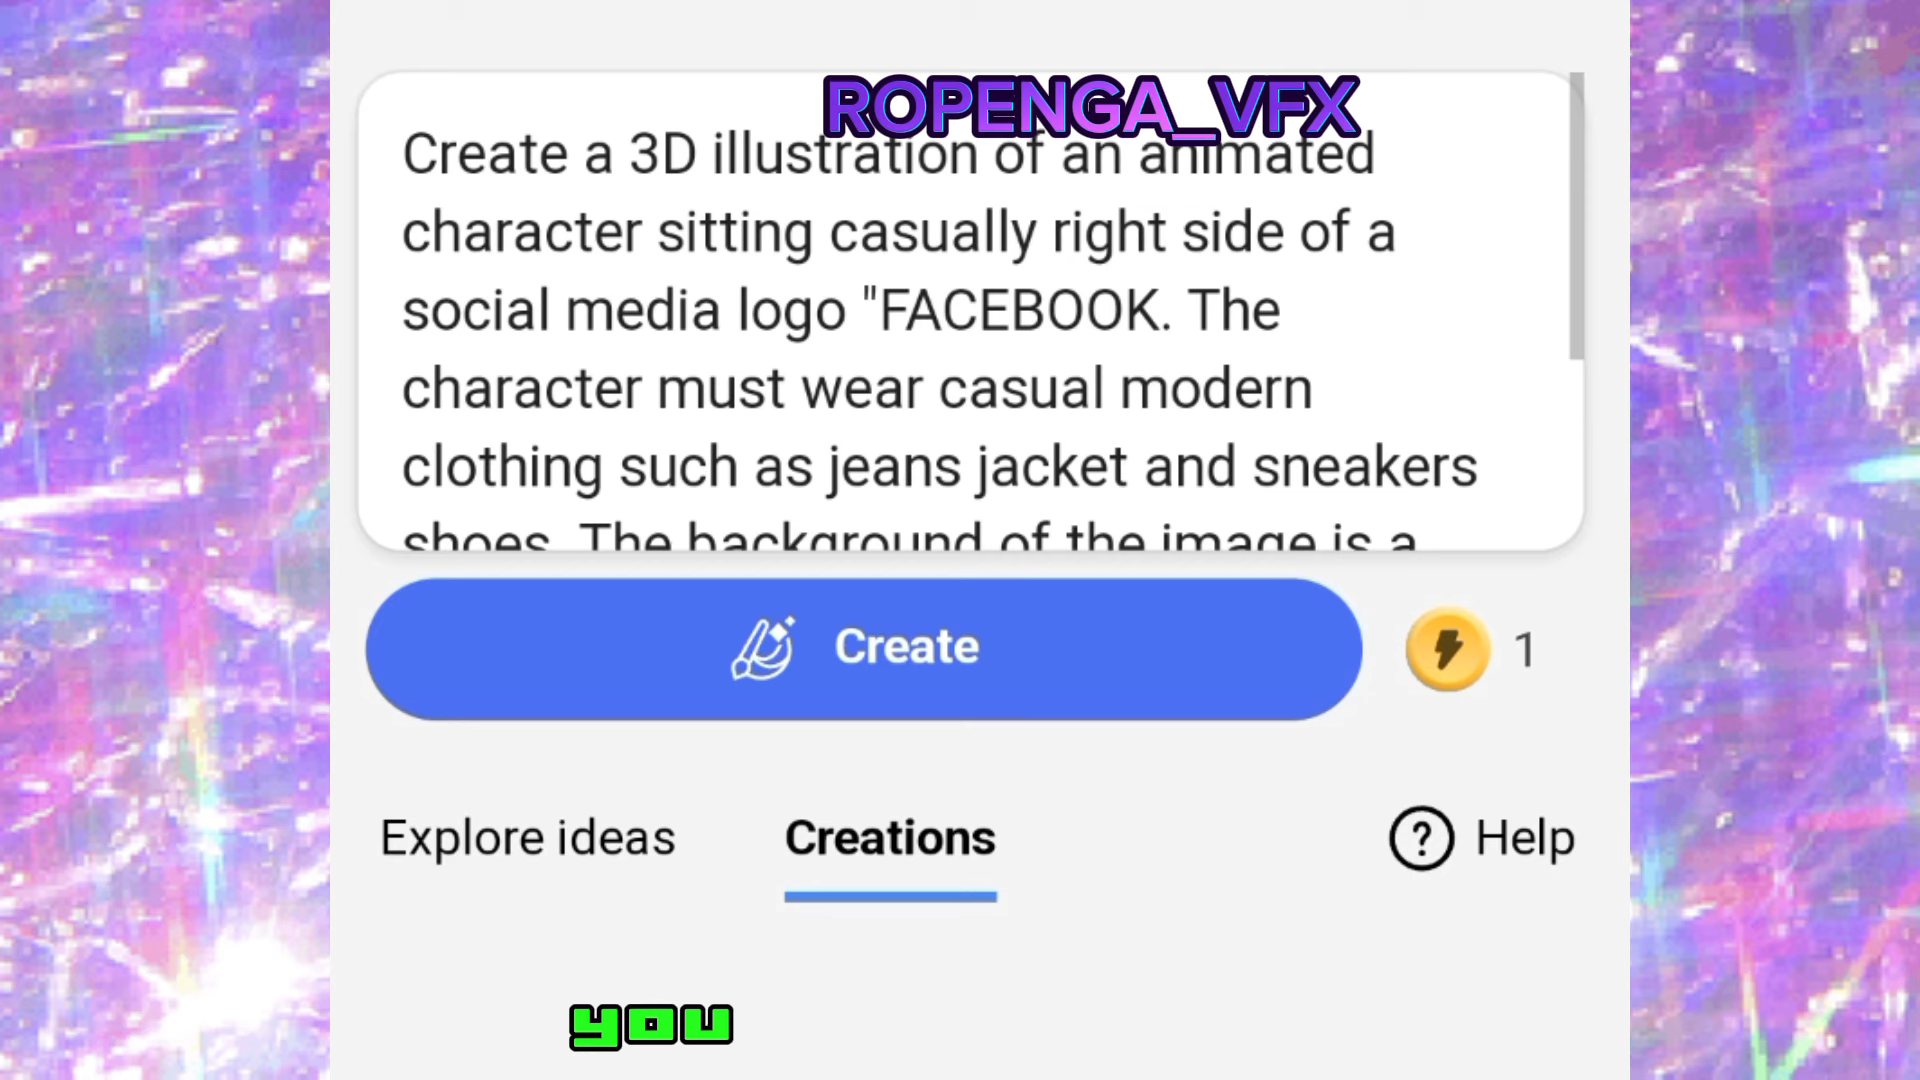 ROPENGA_VFX
Create a 3D illustration of an animated
character sitting casually right side of a
social media logo "FACEBOOK. The
character must wear casual modern
clothing such as jeans jacket and sneakers
shoes. The background of the image is a
Create
1
Explore ideas
Creations
? Help
you